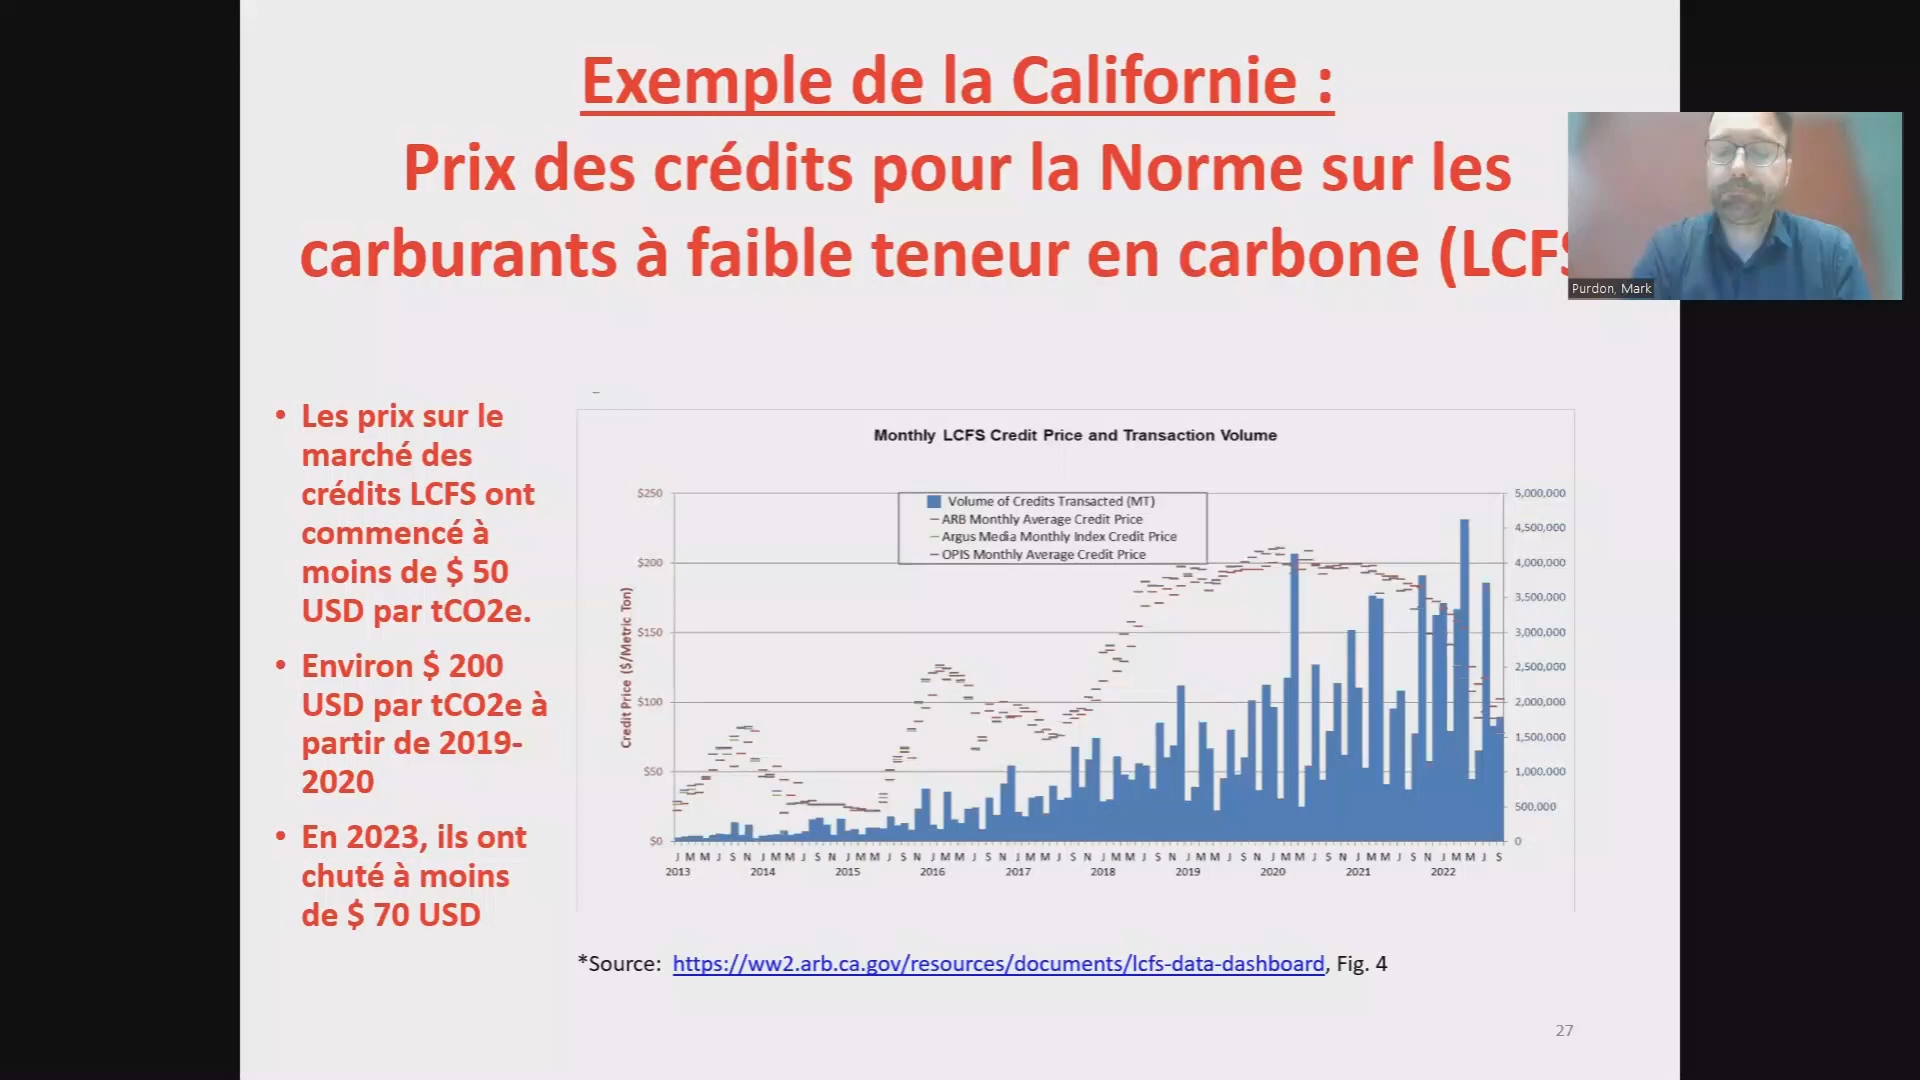 Exemple de la Californie :
Prix des crédits pour la Norme sur les
carburants à faible teneur en carbone (LCFS
Purdon, Mark
• Les prix sur le
marché des
crédits LCFS ont
commencé à
moins de $ 50
USD par tCO2e.
• Environ $ 200
USD par tCO2e à
partir de 2019-
2020
• En 2023, ils ont
chuté à moins
de $ 70 USD
Monthly LCFS Credit Price and Transaction Volume
Volume of Credits Transacted (MT)
ARB Monthly Average Credit Price
Argus Media Monthly Index Credit Price
OPIS Monthly Average Credit Price
Credit Price ($/Metric Ton)
$250
$200
$150
$100
$50
$0
5,000,000
4,500,000
4,000,000
3,500,000
3,000,000
2,500,000
2,000,000
1,500,000
1,000,000
500,000
0
J M M J S N J M M J S N J M M J S N J M M J S N J M M J S N J M M J S N J M M J S N J M M J S N J M M J S N J M M J S
2013 2014 2015 2016 2017 2018 2019 2020 2021 2022
*Source: https://ww2.arb.ca.gov/resources/documents/lcfs-data-dashboard, Fig. 4
27